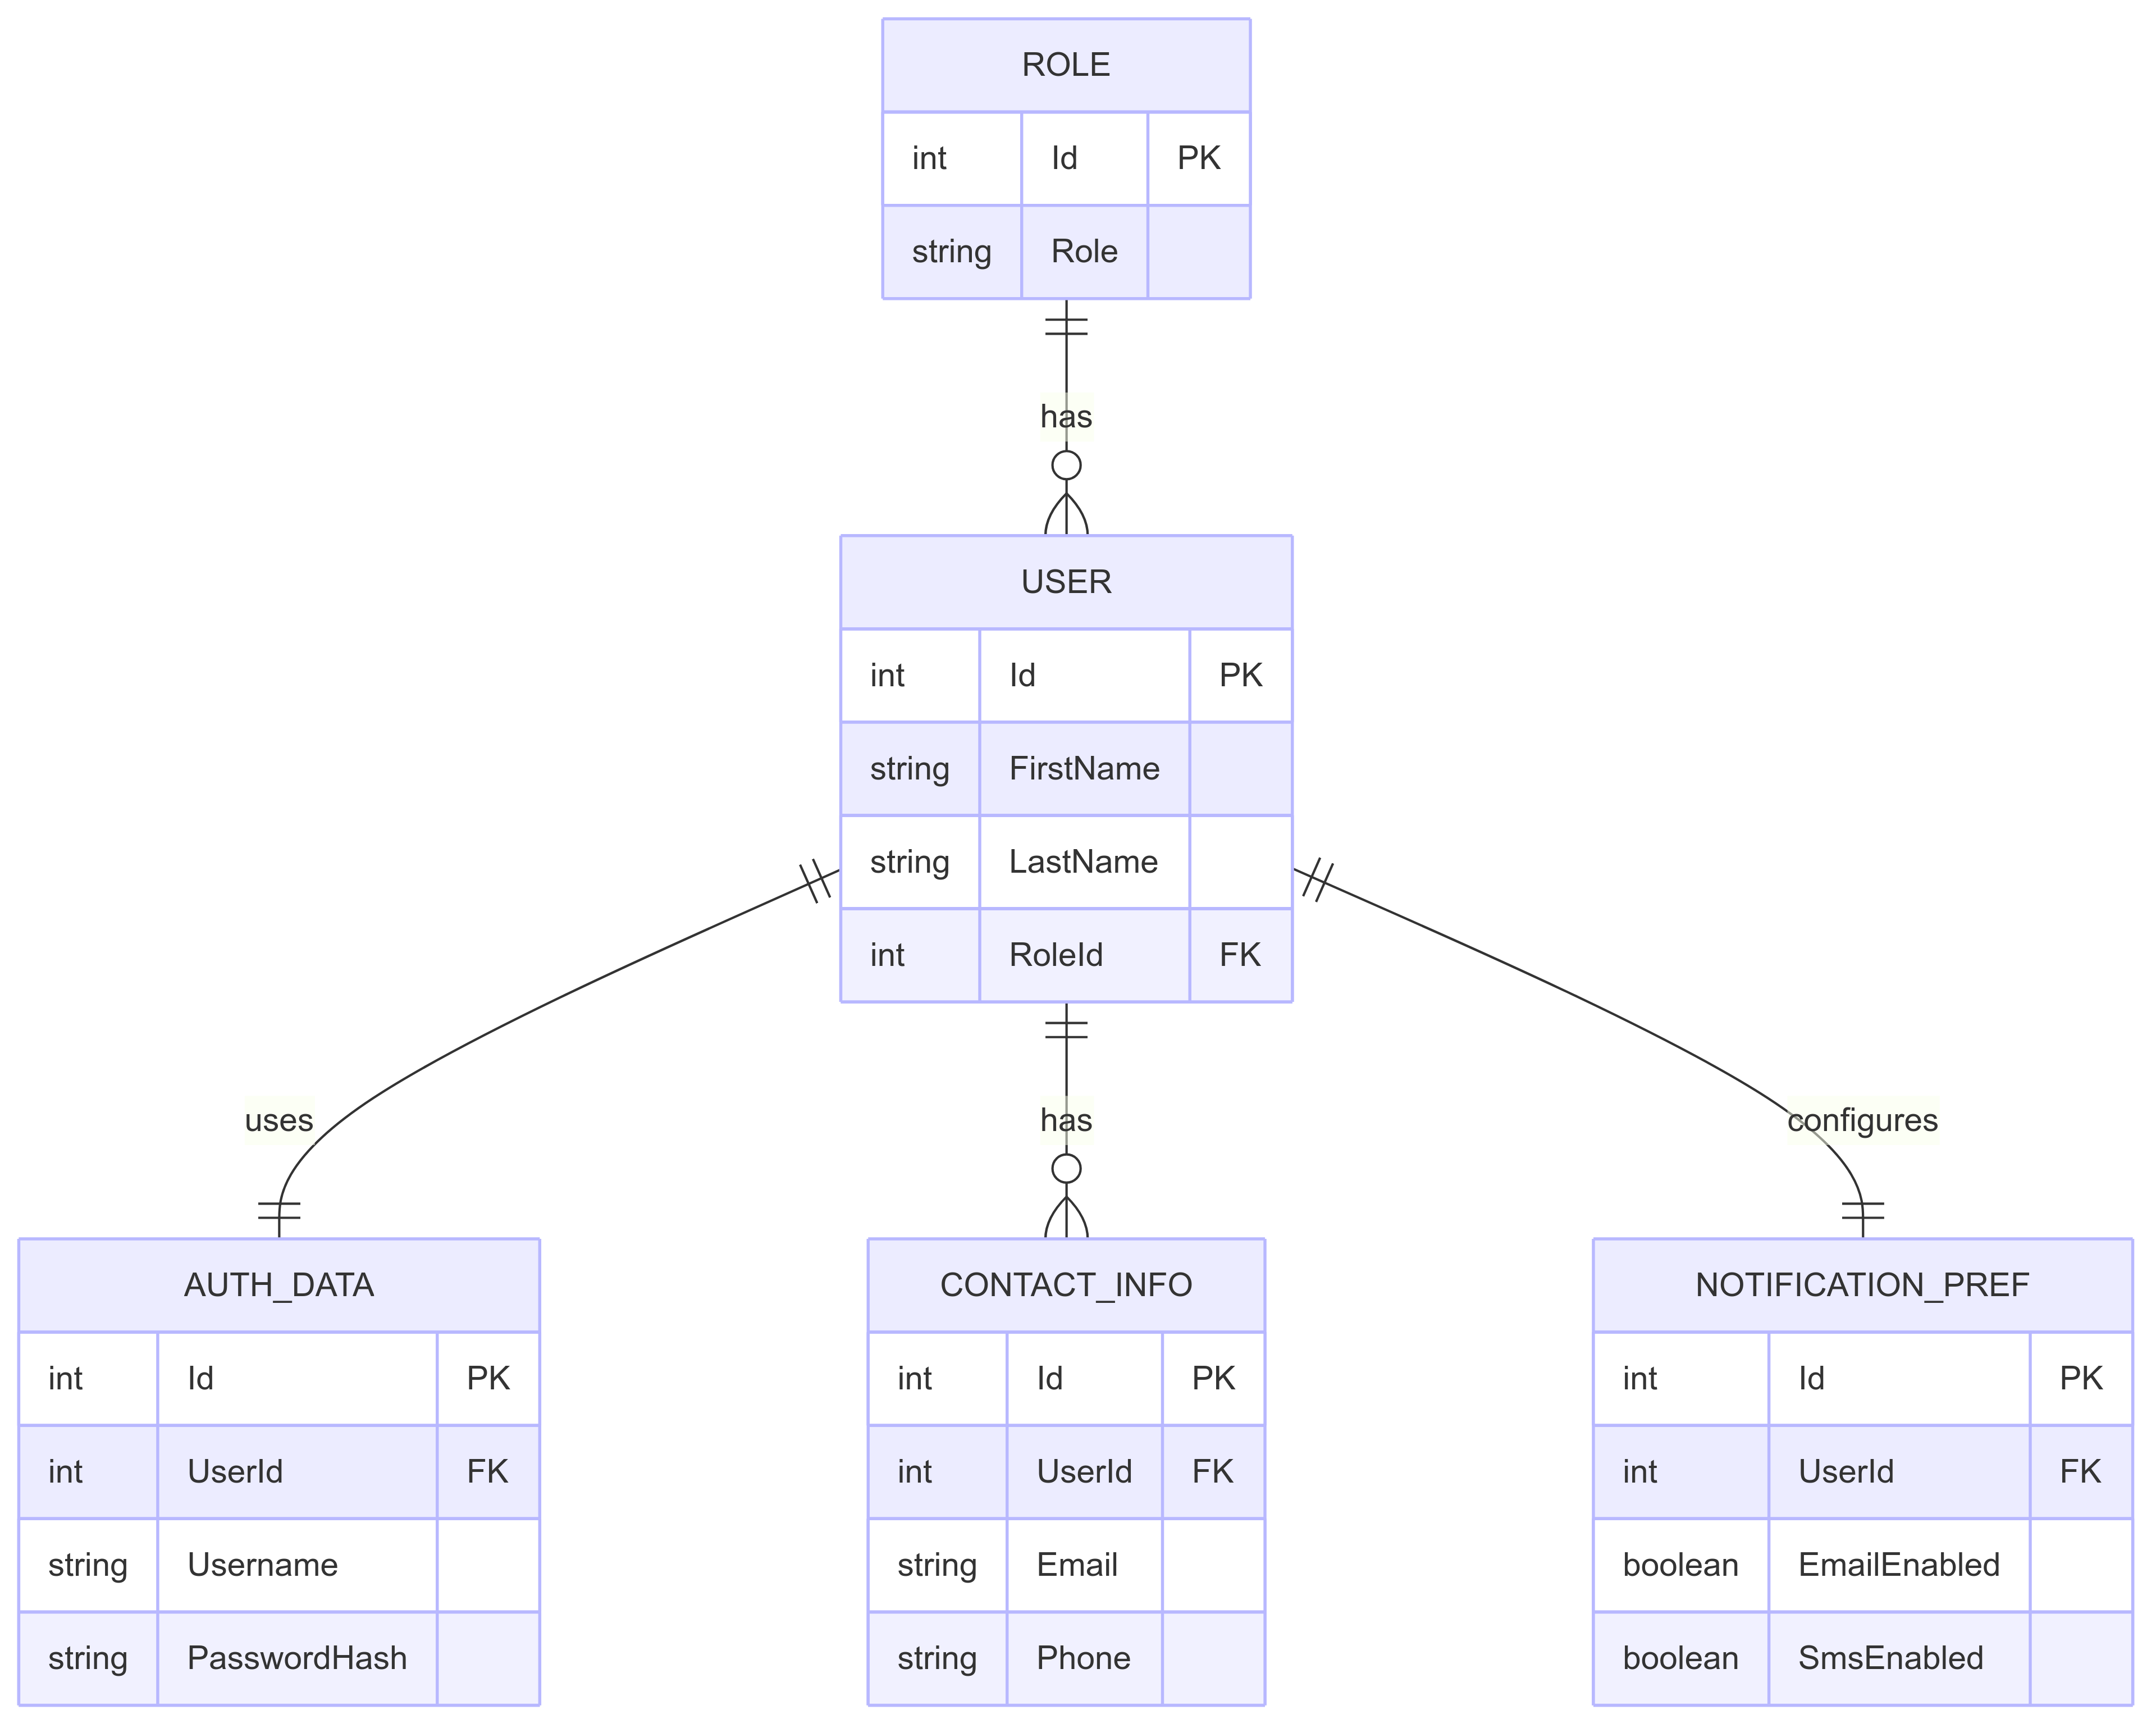 ROLE
int Id PK
string Role
has
USER
int Id PK
string FirstName
string LastName
int RoleId FK
uses
has
configures
AUTH_DATA
int Id PK
int UserId FK
string Username
string PasswordHash
CONTACT_INFO
int Id PK
int UserId FK
string Email
string Phone
NOTIFICATION_PREF
int Id PK
int UserId FK
boolean EmailEnabled
boolean SmsEnabled